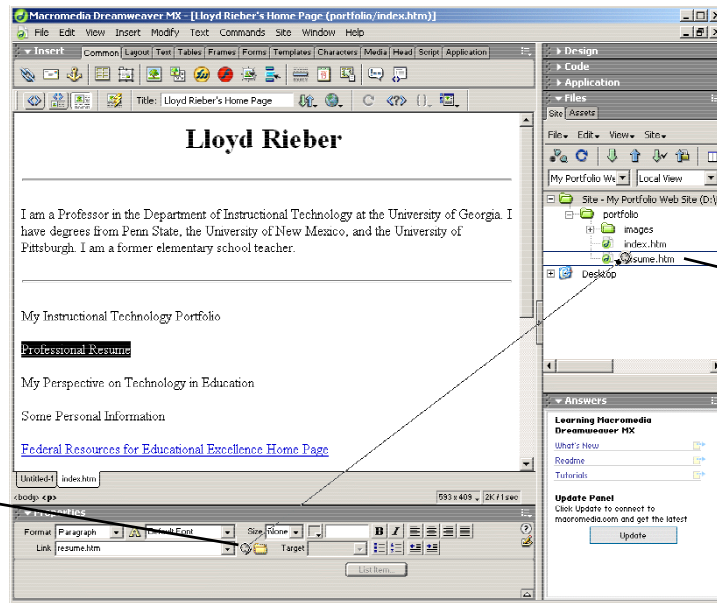 Macromedia Dreamweaver MX - [Lloyd Rieber's Home Page (portfolio/index.htm)]
File Edit View Insert Modify Text Commands Site Window Help
Insert Common Layout Text Tables Frames Forms Templates Characters Media Head Script Application
Title: Lloyd Rieber's Home Page
Lloyd Rieber
I am a Professor in the Department of Instructional Technology at the University of Georgia. I
have degrees from Penn State, the University of New Mexico, and the University of
Pittsburgh. I am a former elementary school teacher.
My Instructional Technology Portfolio
Professional Resume
My Perspective on Technology in Education
Some Personal Information
Federal Resources for Educational Excellence Home Page
Untitled-1 index.htm
<body> <p>
593 x 409 2K / 1 sec
Properties
Format Paragraph Default Font Size None B I
Link resume.htm Target
List Item...
Design
Code
Application
Files
Site Assets
File Edit View Site
My Portfolio We Local View
Site - My Portfolio Web Site (D:\
portfolio
images
index.htm
sume.htm
Desktop
Answers
Learning Macromedia
Dreamweaver MX
What's New
Readme
Tutorials
Update Panel
Click Update to connect to
macromedia.com and get the latest
Update